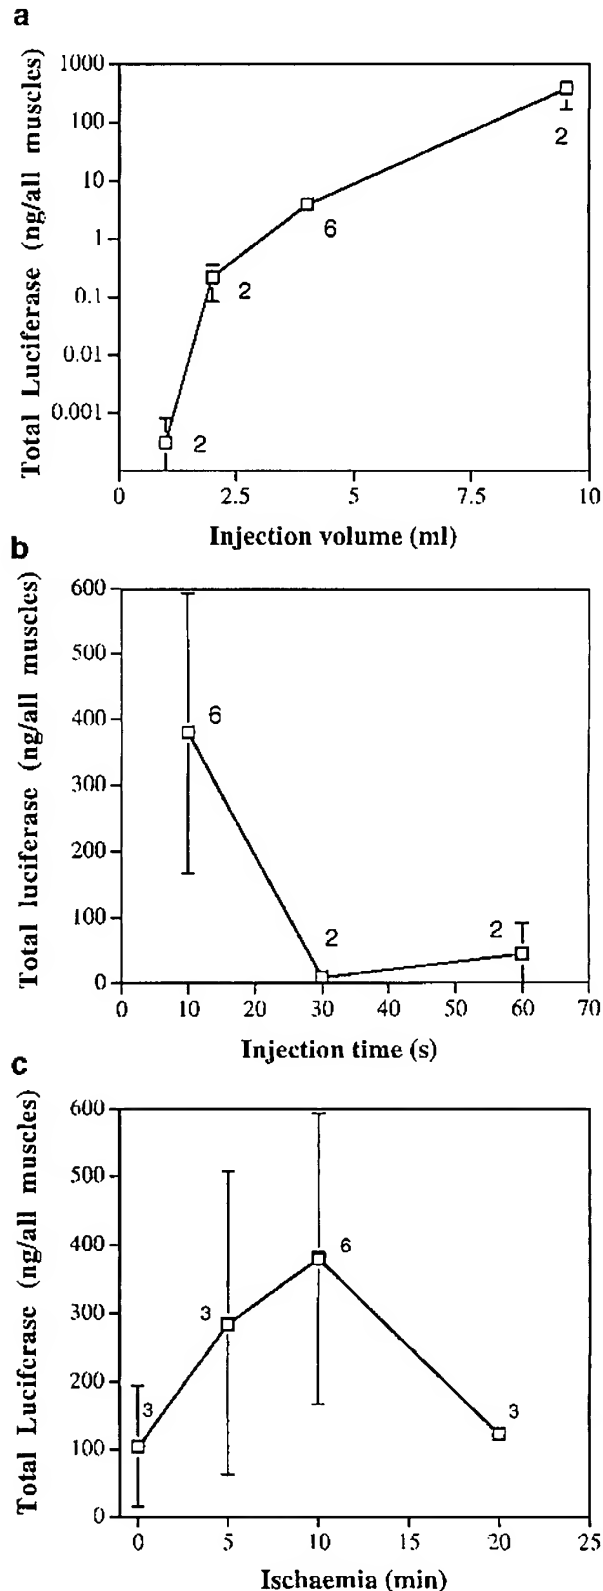 a
Total Luciferase (ng/all muscles)
1000
100
10
1
0.1
0.01
0.001
2
2
6
2
0 2.5 5 7.5 10
Injection volume (ml)
b
Total luciferase (ng/all muscles)
600
500
400
300
200
100
0
6
2
2
0 10 20 30 40 50 60 70
Injection time (s)
c
Total Luciferase (ng/all muscles)
600
500
400
300
200
100
0
3
3
6
3
0 5 10 15 20 25
Ischaemia (min)